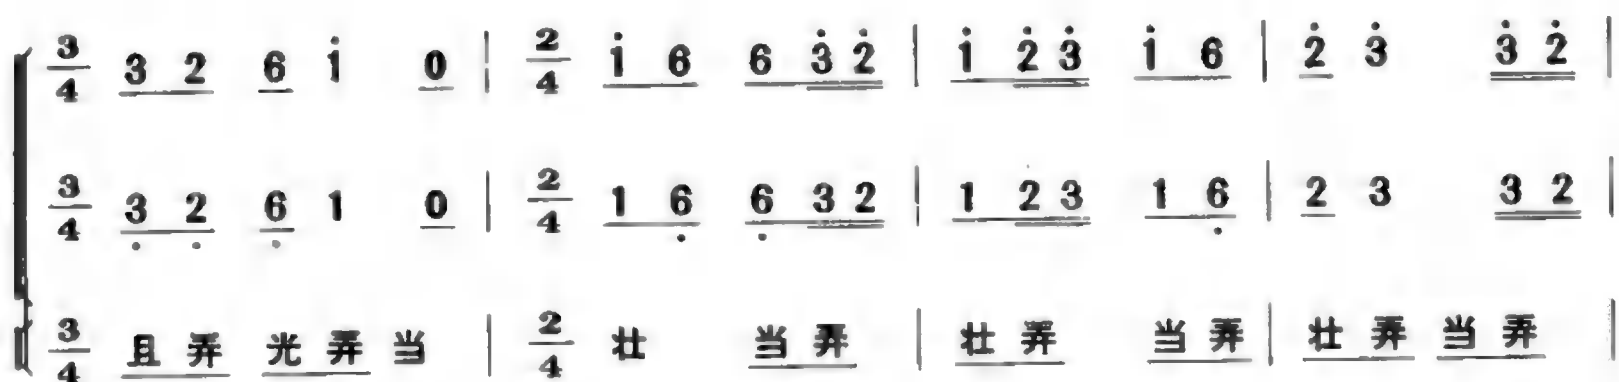 3/4 3 2 6 i̇ 0 | 2/4 i̇ 6 6 3̇ 2̇ | i̇ 2̇ 3̇ i̇ 6 | 2̇ 3̇ 3̇ 2̇ |
3/4 3̣ 2̣ 6̣ 1 0 | 2/4 1 6̣ 6̣ 3 2 | 1 2 3 1 6̣ | 2 3 3 2 |
3/4 且 弄 光 弄 当 | 2/4 壮 当 弄 | 壮 弄 当 弄 | 壮 弄 当 弄 |